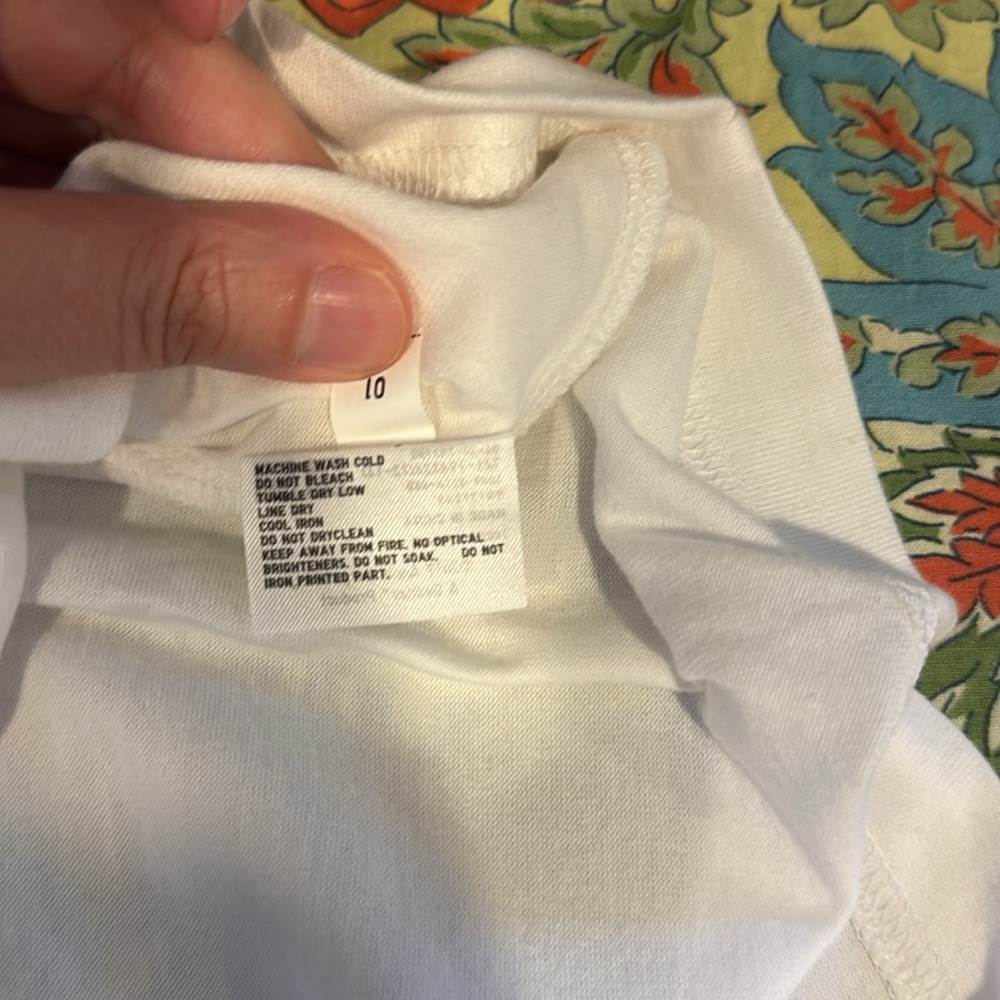 10
MACHINE WASH COLD
DO NOT BLEACH
TUMBLE DRY LOW
LINE DRY
COOL IRON
DO NOT DRYCLEAN
KEEP AWAY FROM FIRE. NO OPTICAL
BRIGHTENERS. DO NOT SOAK. DO NOT
IRON PRINTED PART.